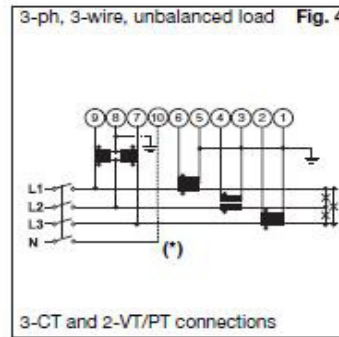 3-ph, 3-wire, unbalanced load Fig. 4
9 8 7 10 6 5 4 3 2 1
L1
L2
L3
N
(*)
3-CT and 2-VT/PT connections